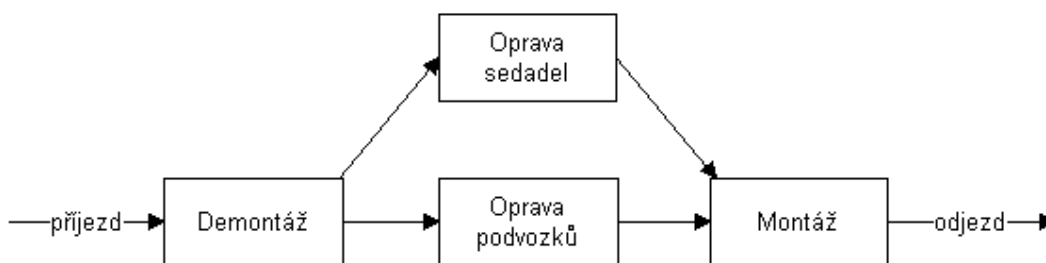 Oprava
sedadel
příjezd
Demontáž
Oprava
podvozků
Montáž
odjezd